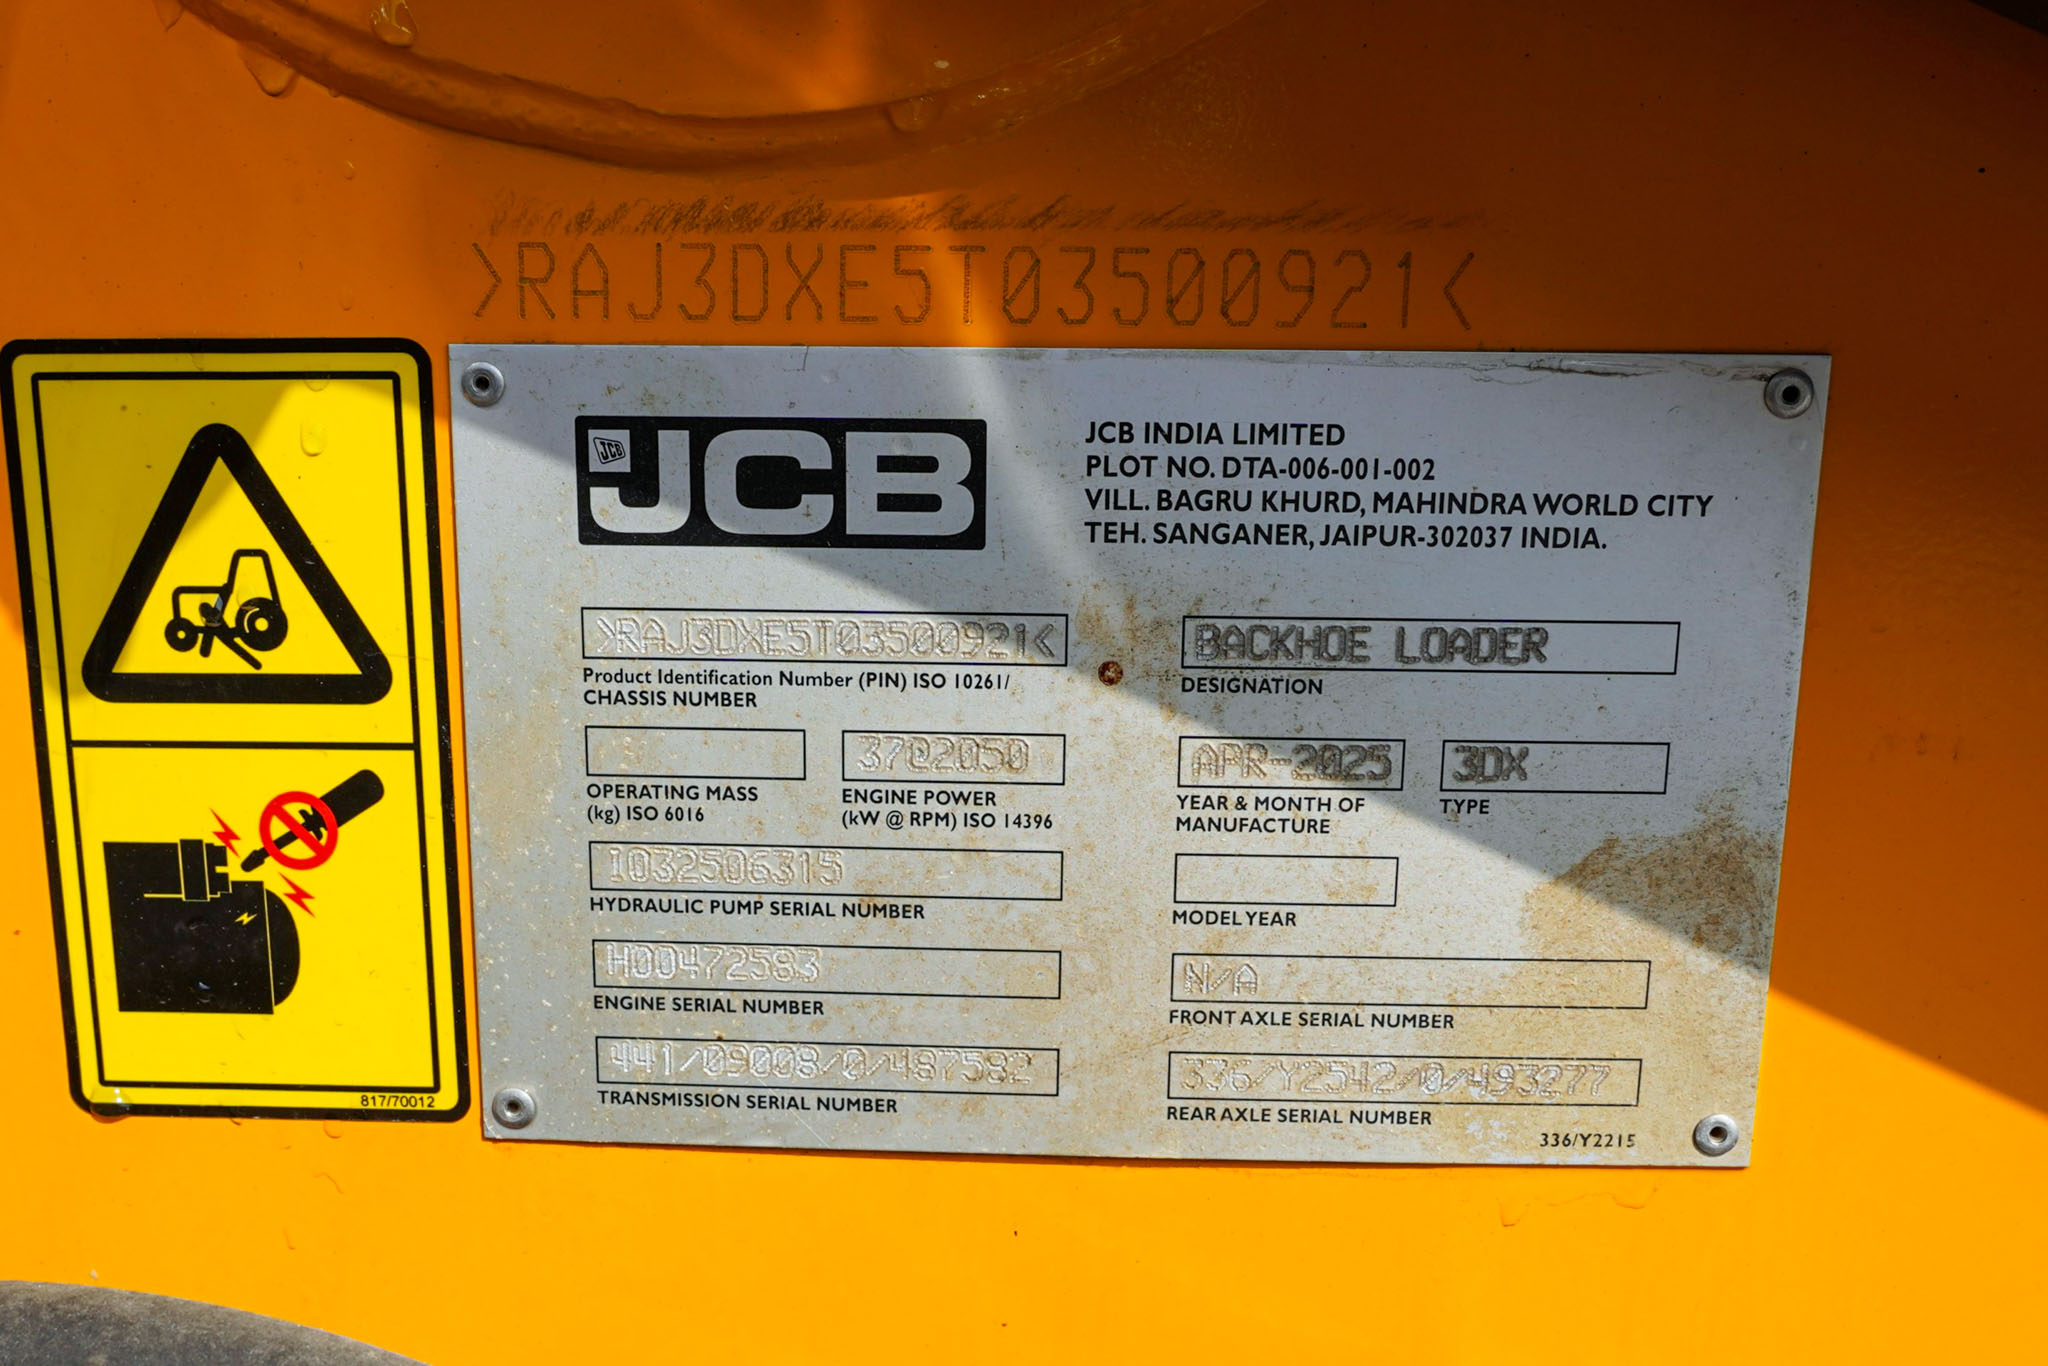 >RAJ3DXE5T03500921<
JCB
JCB
JCB INDIA LIMITED
PLOT NO. DTA-006-001-002
VILL. BAGRU KHURD, MAHINDRA WORLD CITY
TEH. SANGANER, JAIPUR-302037 INDIA.
>RAJ3DXE5T03500921<
Product Identification Number (PIN) ISO 10261/
CHASSIS NUMBER
BACKHOE LOADER
DESIGNATION
OPERATING MASS
(kg) ISO 6016
37@2050
ENGINE POWER
(kW @ RPM) ISO 14396
APR-2025
YEAR & MONTH OF
MANUFACTURE
3DX
TYPE
I032506315
HYDRAULIC PUMP SERIAL NUMBER
MODEL YEAR
H00472583
ENGINE SERIAL NUMBER
N/A
FRONT AXLE SERIAL NUMBER
441/09008/0/487582
TRANSMISSION SERIAL NUMBER
336/Y2542/0/493277
REAR AXLE SERIAL NUMBER
336/Y2215
817/70012